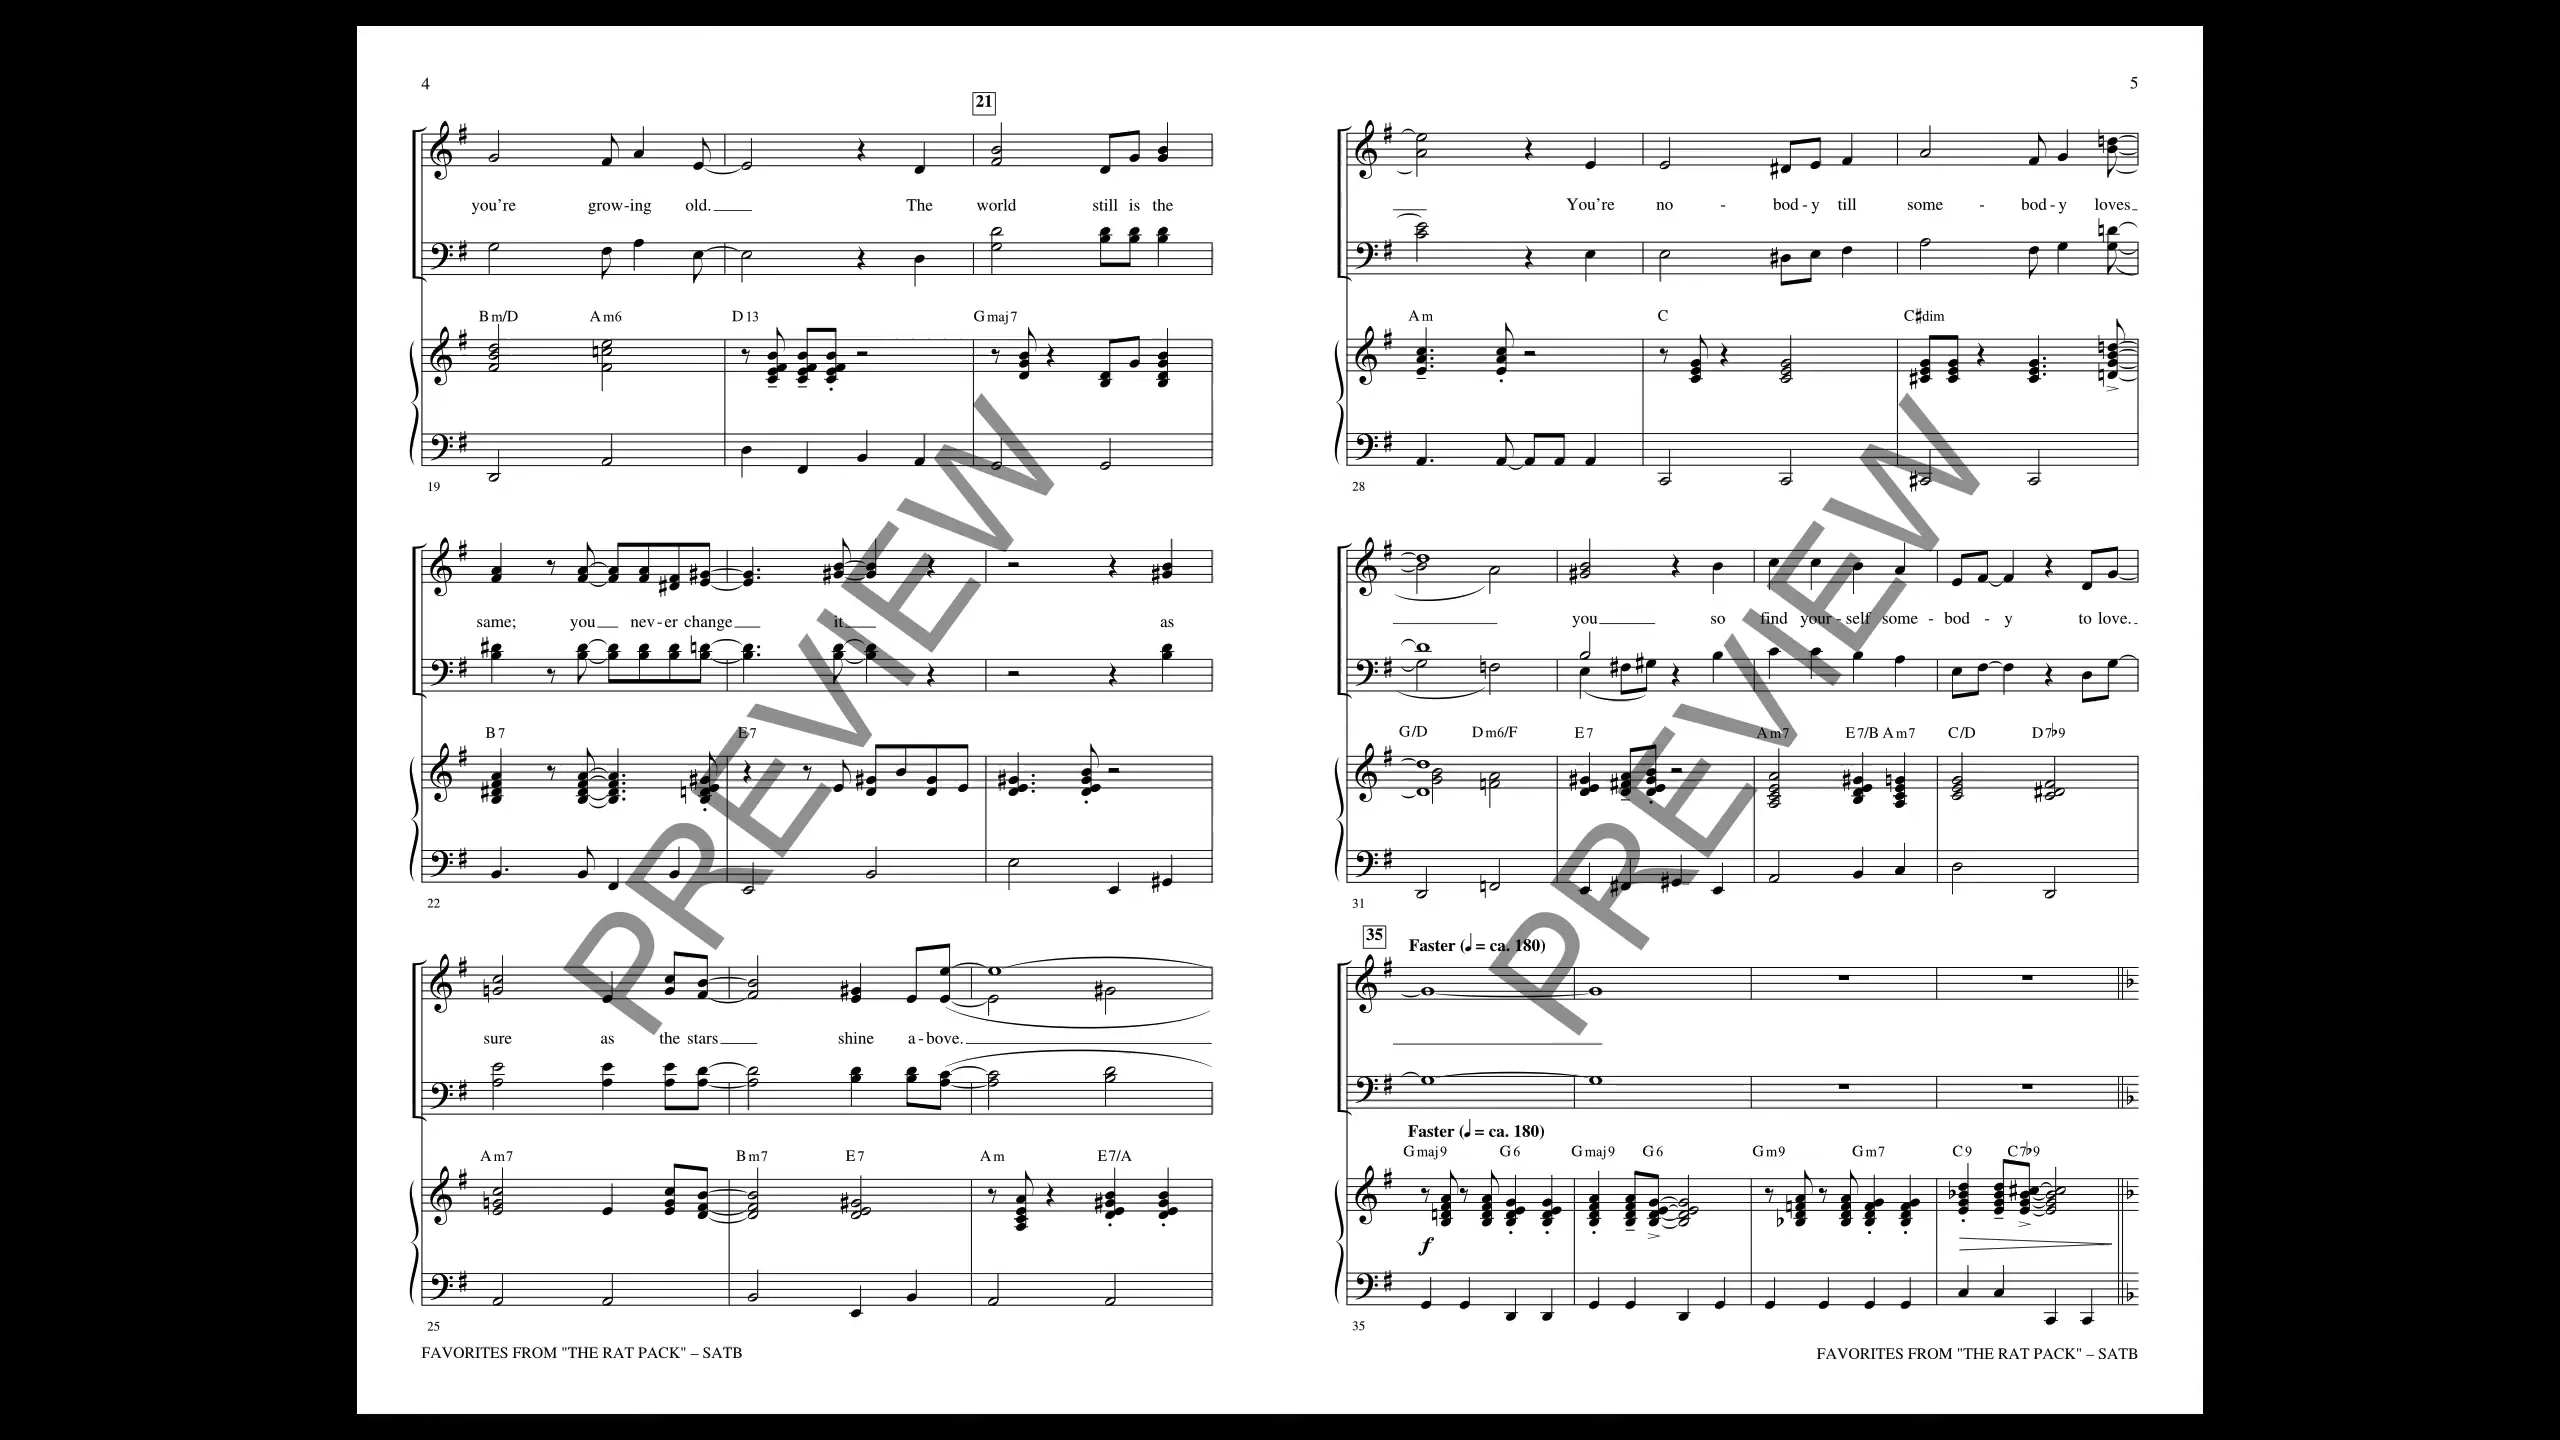 4
21
you're grow-ing old. The world still is the
Bm/D Am6 D13 Gmaj7
19
same; you nev-er change it as
B7 E7
22
sure as the stars shine a-bove.
Am7 Bm7 E7 Am E7/A
25
FAVORITES FROM "THE RAT PACK" – SATB
PREVIEW
5
You're no - bod-y till some - bod-y loves
Am C C#dim
28
you so find your-self some - bod - y to love.
G/D Dm6/F E7 Am7 E7/B Am7 C/D D7♭9
31
35 Faster (♩ = ca. 180)
Faster (♩ = ca. 180)
Gmaj9 G6 Gmaj9 G6 Gm9 Gm7 C9 C7♭9
f
35
FAVORITES FROM "THE RAT PACK" – SATB
PREVIEW